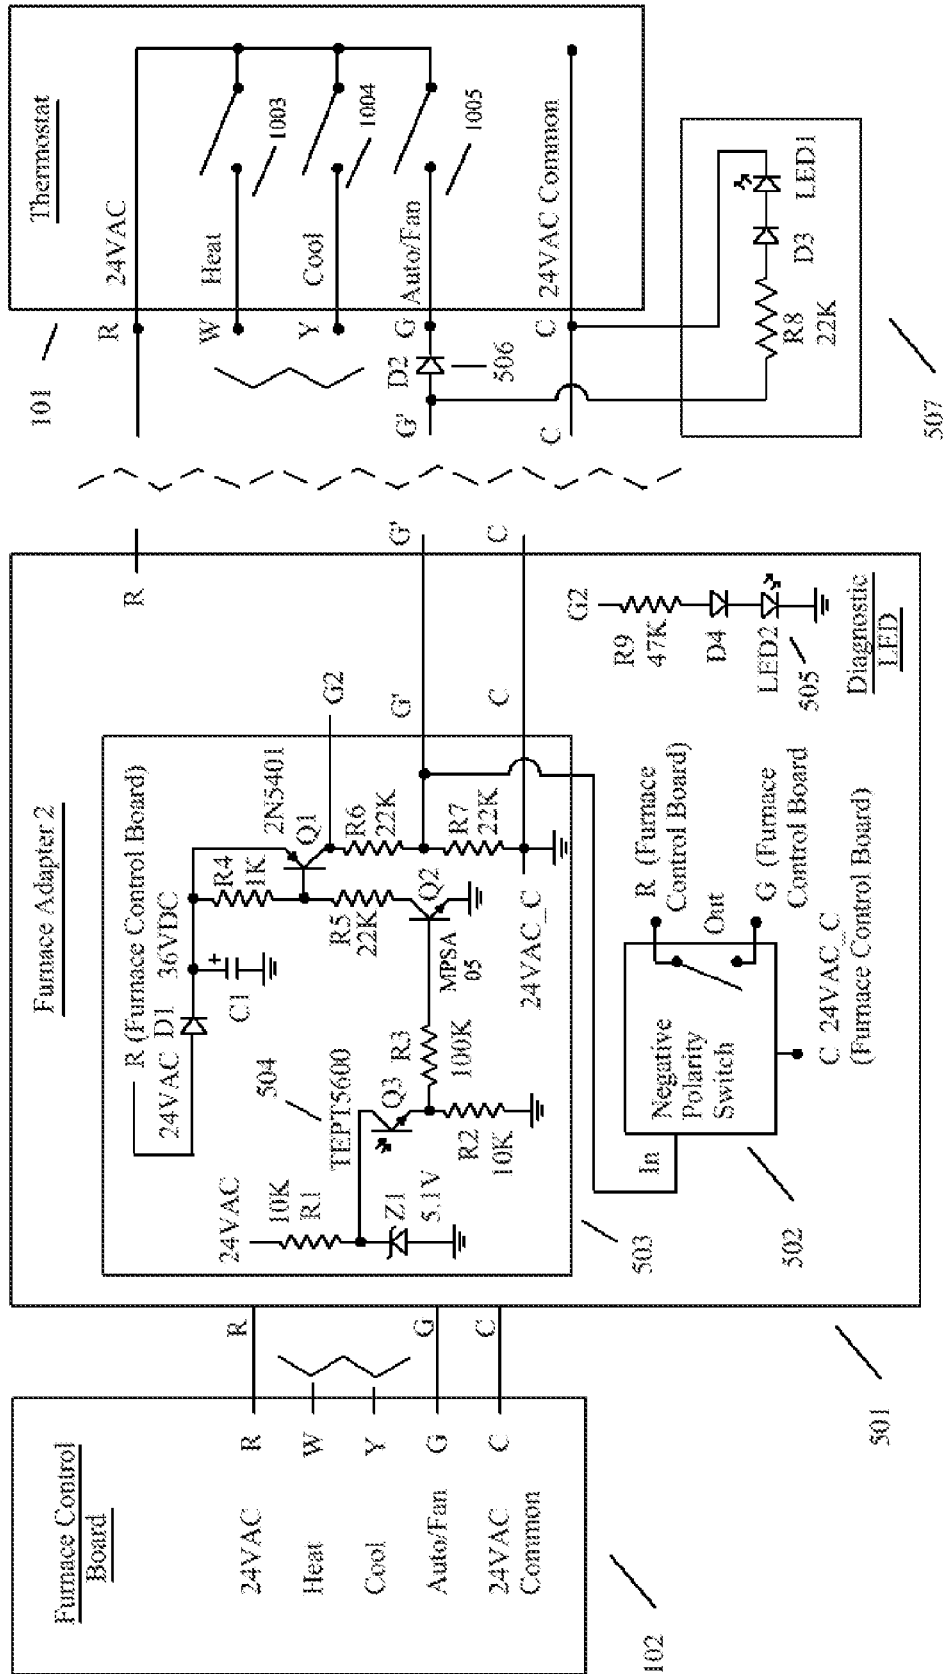 Furnace Control
Board
24VAC
R
Heat
W
Cool
Y
Auto/Fan
G
24VAC
Common
C
102
R
G
C
501
Furnace Adapter 2
R (Furnace Control Board)
24VAC
D1
36VDC
C1
+
24VAC
10K
R1
Z1
5.1V
504
TEPT5600
Q3
R2
10K
R3
100K
R4
1K
R5
22K
MPSA
05
Q2
2N5401
Q1
R6
22K
R7
22K
24VAC_C
G2
G'
C
503
In
Negative
Polarity
Switch
502
Out
R (Furnace
Control Board)
G (Furnace
Control Board
C 24VAC_C
(Furnace Control Board)
G2
R9
47K
D4
LED2
505
Diagnostic
LED
R
R
G'
C
G'
C
Thermostat
101
R
24VAC
W
Heat
1003
Y
Cool
1004
D2
506
G
Auto/Fan
1005
C
24VAC Common
R8
22K
D3
LED1
507